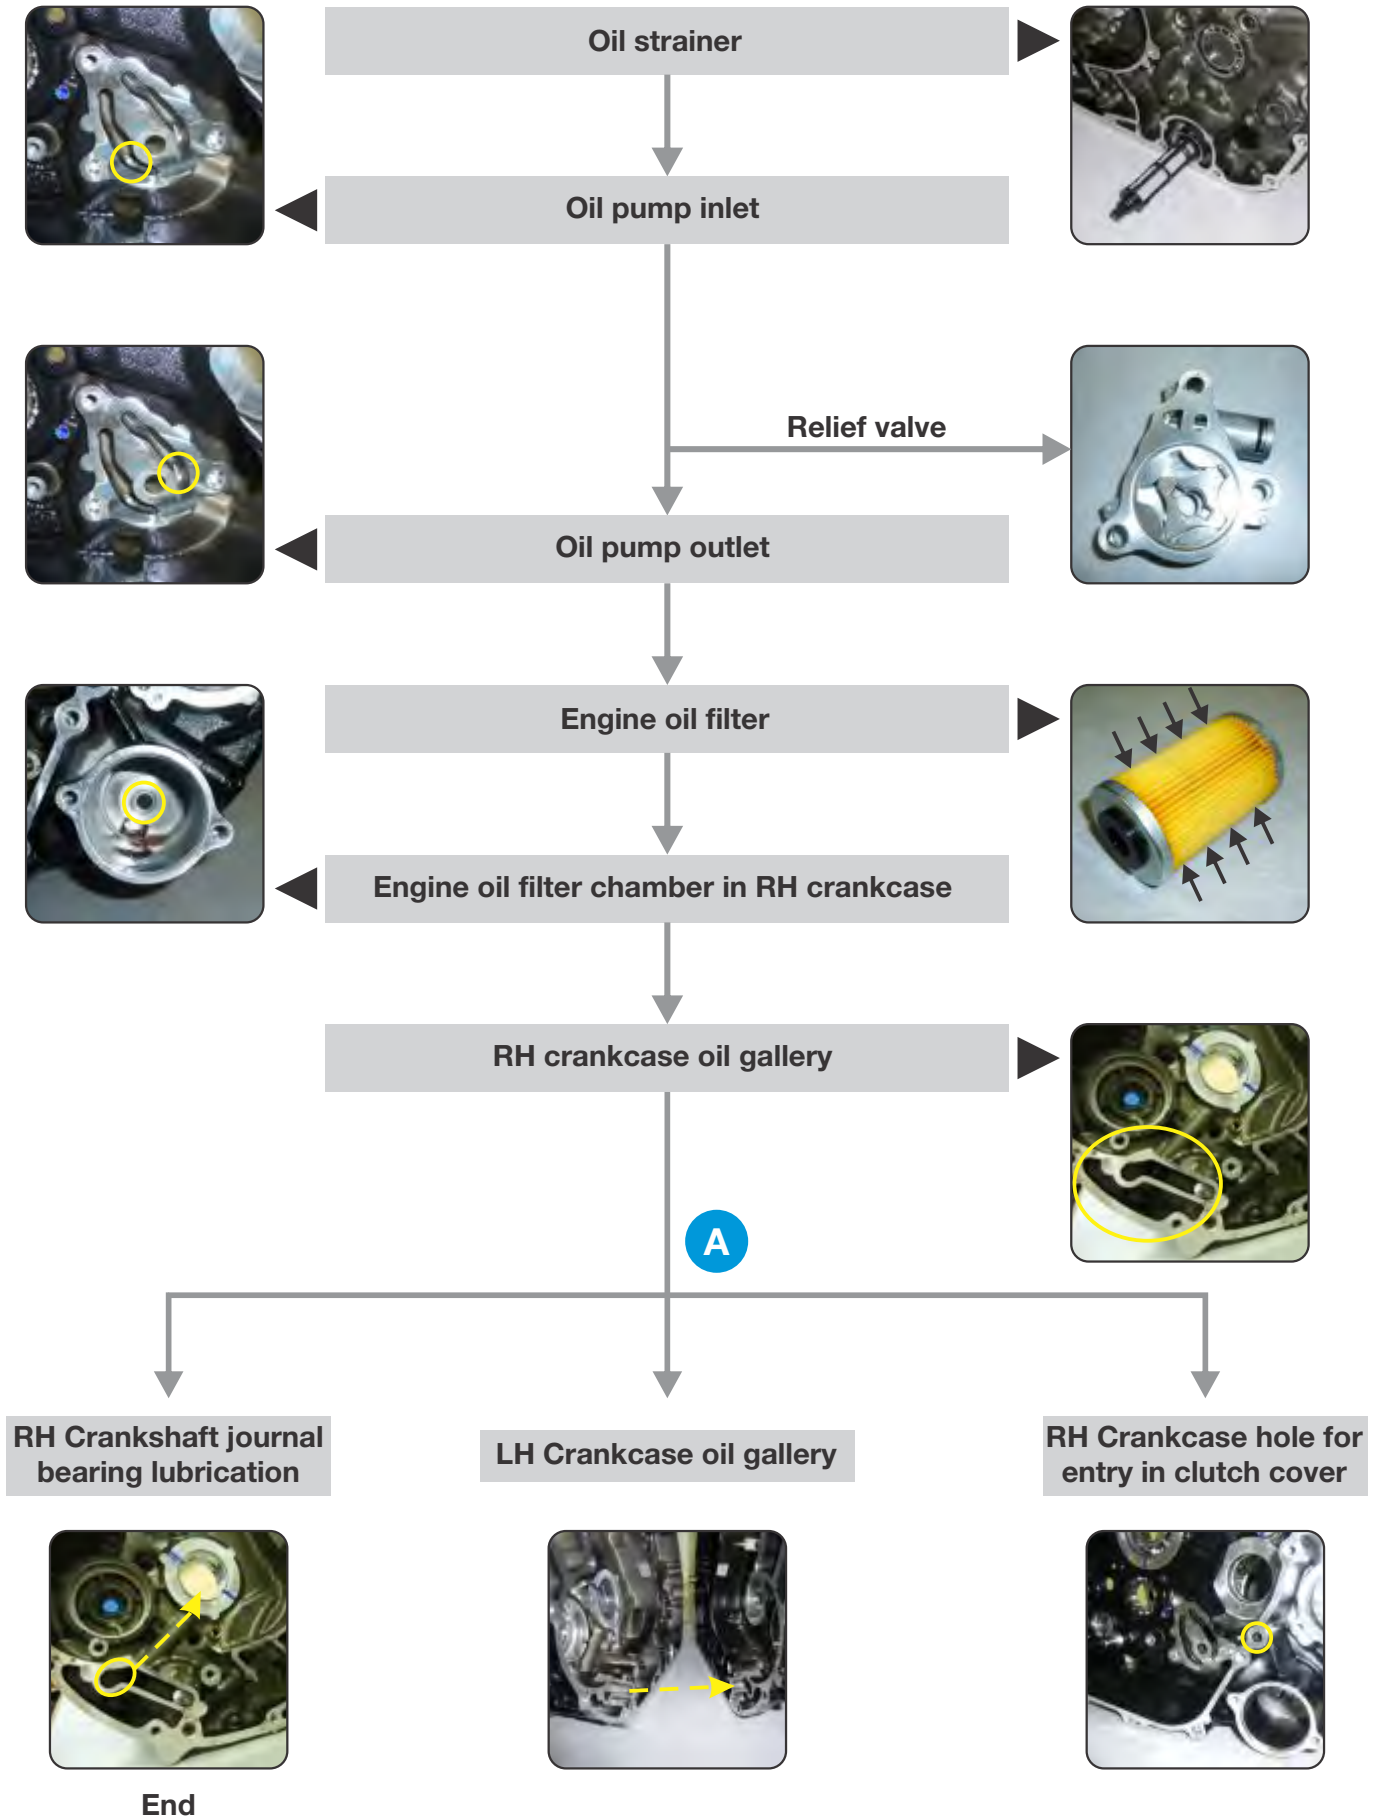 Oil strainer
Oil pump inlet
Relief valve
Oil pump outlet
Engine oil filter
Engine oil filter chamber in RH crankcase
RH crankcase oil gallery
A
RH Crankshaft journal
bearing lubrication
LH Crankcase oil gallery
RH Crankcase hole for
entry in clutch cover
End